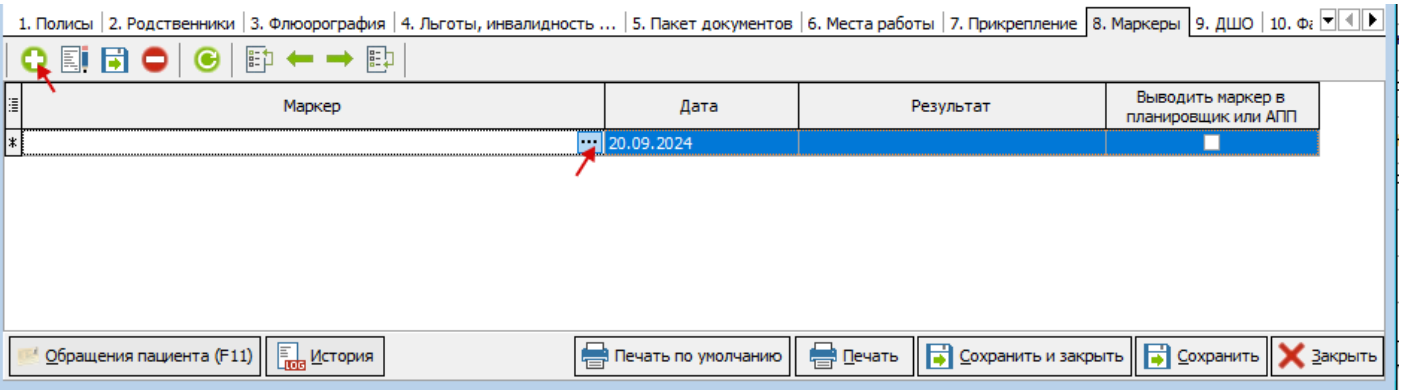 1. Полисы 2. Родственники 3. Флюорография 4. Льготы, инвалидность ... 5. Пакет документов 6. Места работы 7. Прикрепление 8. Маркеры 9. ДШО 10. Фа
Маркер Дата Результат Выводить маркер в
планировщик или АПП
* ... 20.09.2024
Обращения пациента (F11) LOG История Печать по умолчанию Печать Сохранить и закрыть Сохранить Закрыть